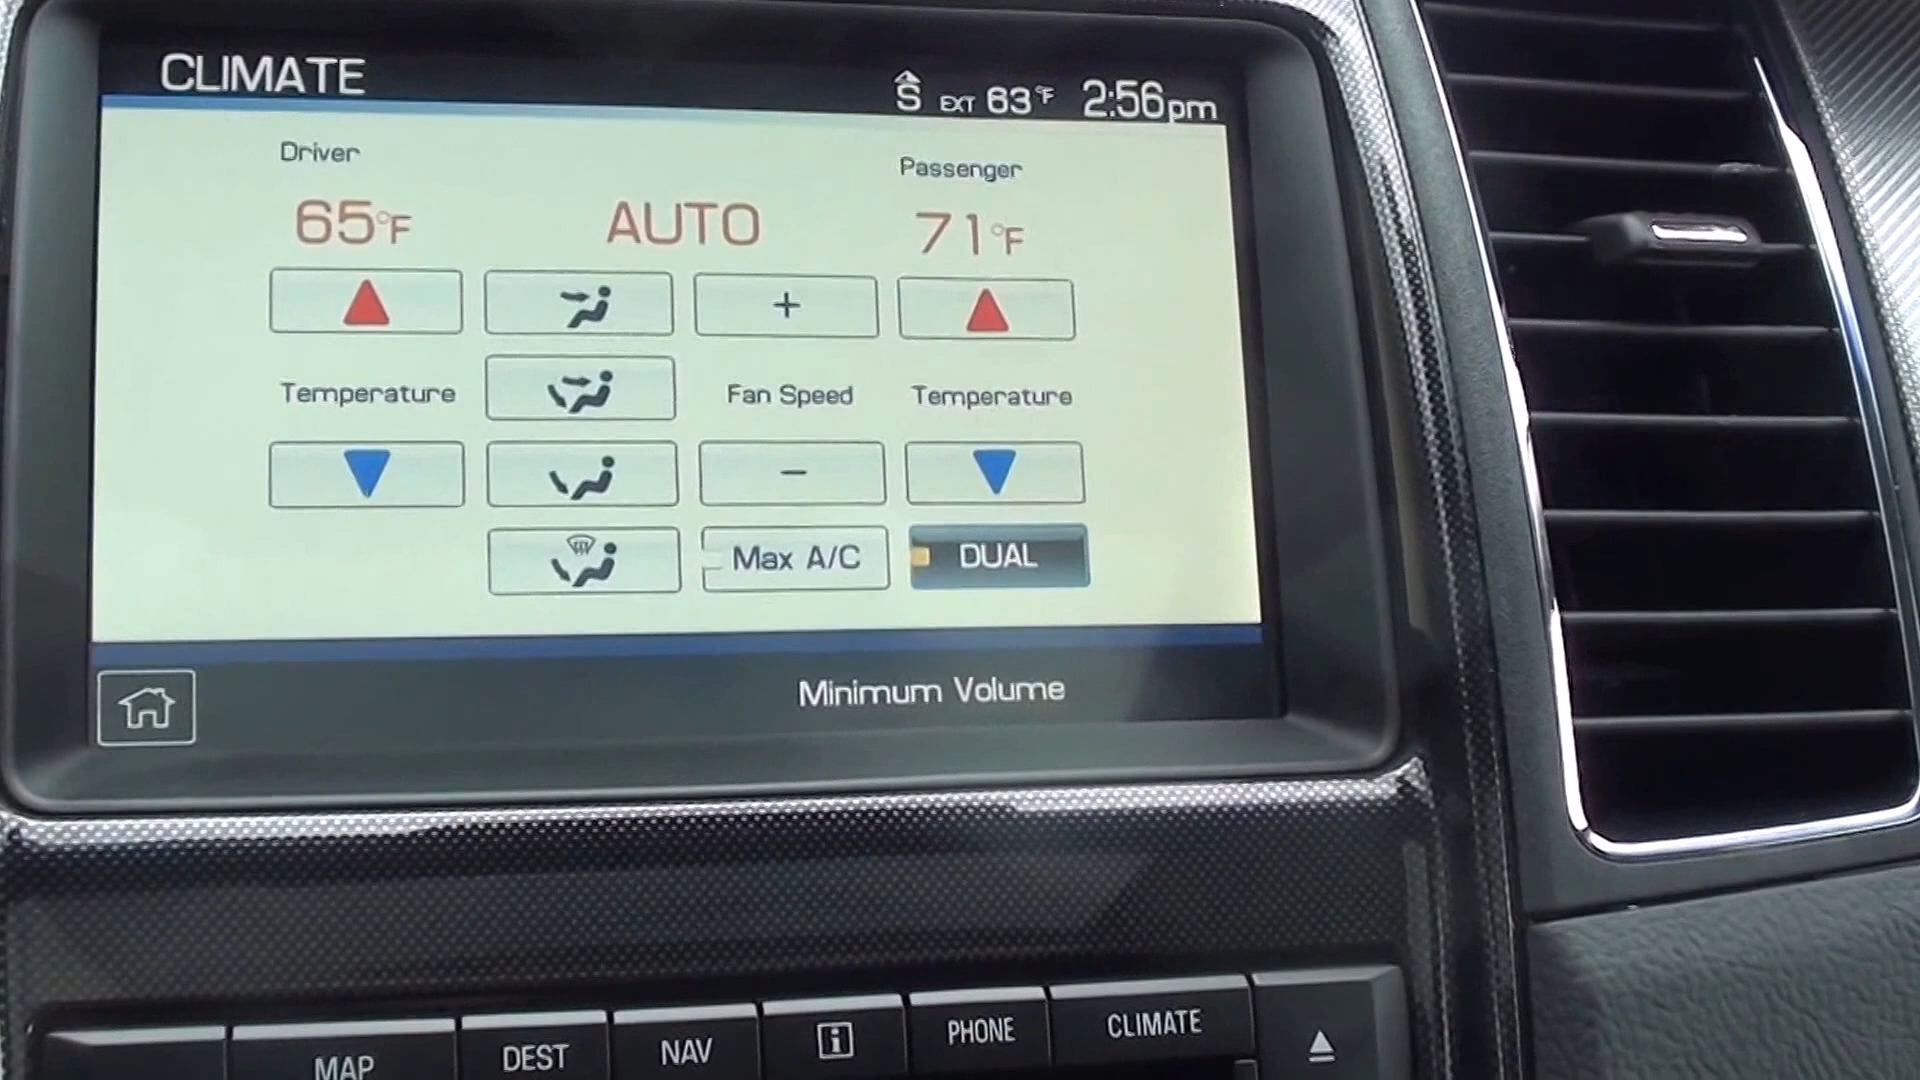 CLIMATE
S EXT 63°F 2:56pm
Driver
Passenger
65°F
AUTO
71°F
+
Temperature
Fan Speed
Temperature
-
Max A/C
DUAL
Minimum Volume
MAP
DEST
NAV
i
PHONE
CLIMATE